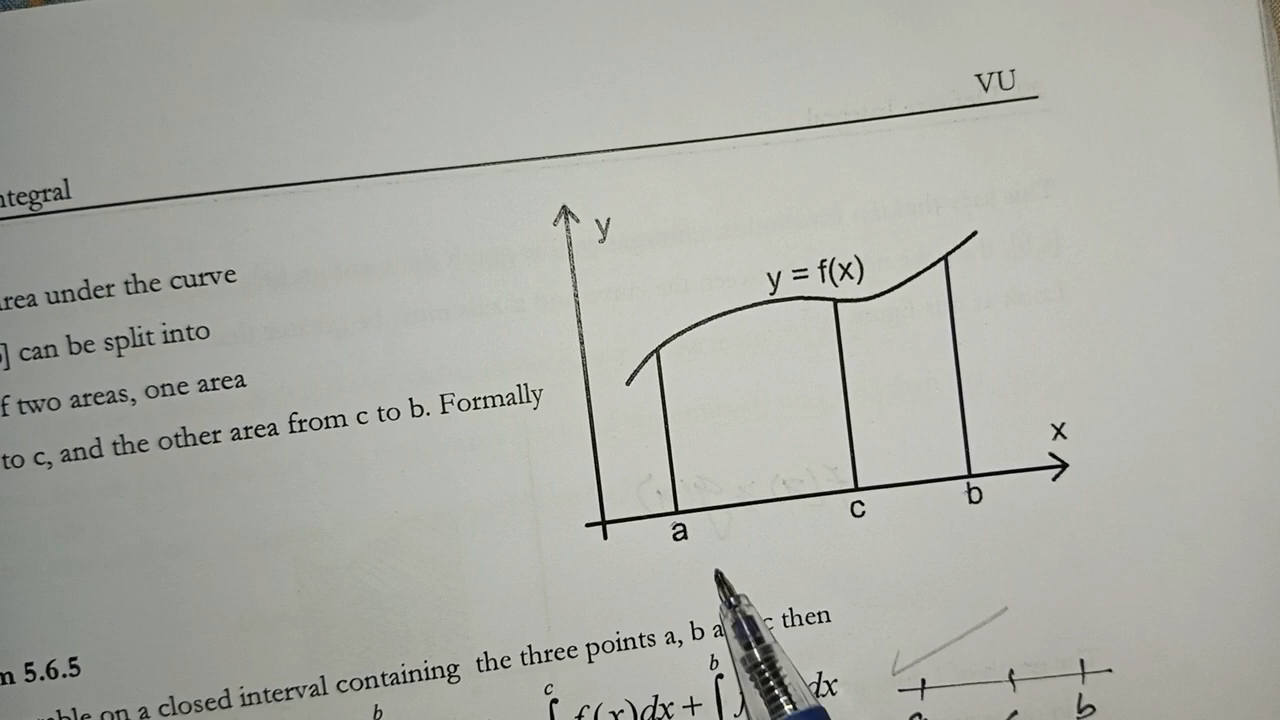 VU
ntegral
y
rea under the curve
y = f(x)
] can be split into
f two areas, one area
to c, and the other area from c to b. Formally
x
a
c
b
5.6.5
on a closed interval containing the three points a, b a c then
b
c
∫ f(x)dx + ∫
b
dx
b